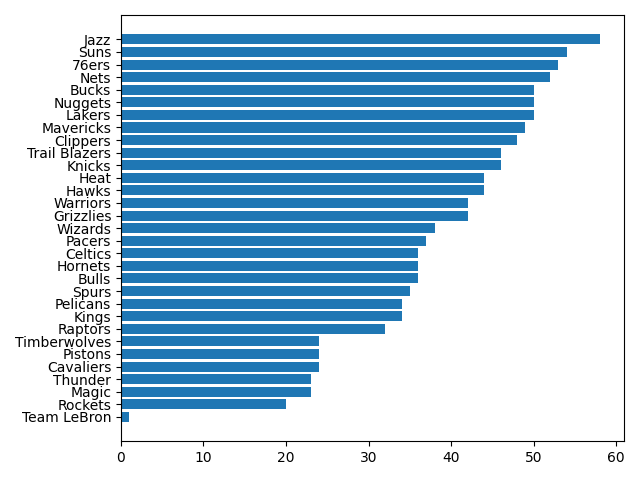 Jazz
Suns
76ers
Nets
Bucks
Nuggets
Lakers
Mavericks
Clippers
Trail Blazers
Knicks
Heat
Hawks
Warriors
Grizzlies
Wizards
Pacers
Celtics
Hornets
Bulls
Spurs
Pelicans
Kings
Raptors
Timberwolves
Pistons
Cavaliers
Thunder
Magic
Rockets
Team LeBron
0 10 20 30 40 50 60